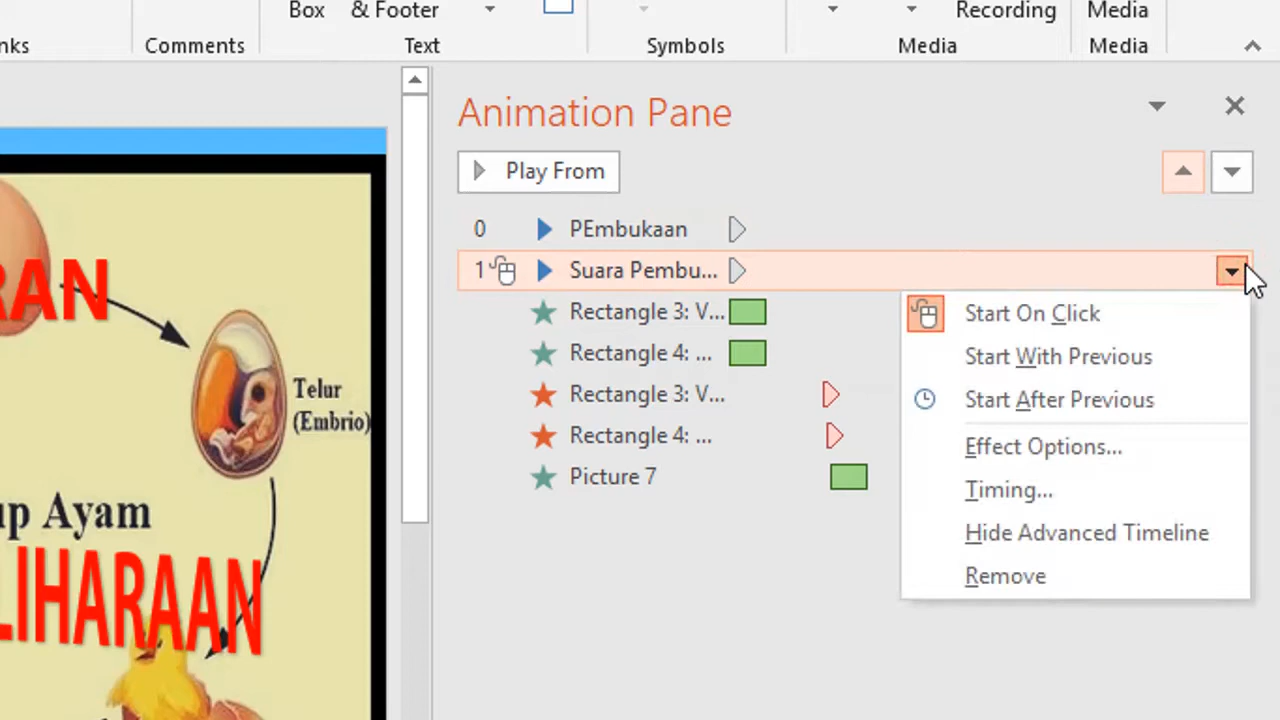 Box & Footer Recording Media
nks Comments Text Symbols Media Media
Animation Pane
Play From
0 PEmbukaan
1 Suara Pembu...
Rectangle 3: V...
Rectangle 4: ...
Rectangle 3: V...
Rectangle 4: ...
Picture 7
Start On Click
Start With Previous
Start After Previous
Effect Options...
Timing...
Hide Advanced Timeline
Remove
RAN
Telur
(Embrio)
up Ayam
LIHARAAN